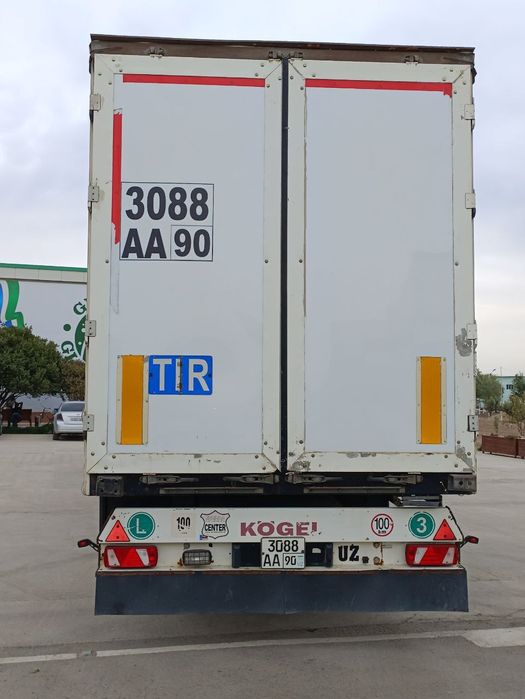 3088
AA 90
TIR
L
100
CENTER
KÖGEL
3088
AA 90
UZ
100
3